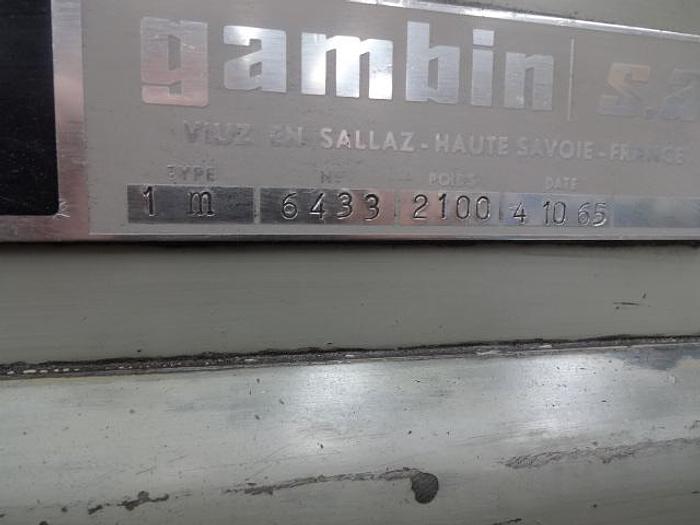 gambin s.a
VIUZ EN SALLAZ - HAUTE SAVOIE - FRANCE
TYPE N° POIDS DATE
1 m 6433 2100 4 10 65